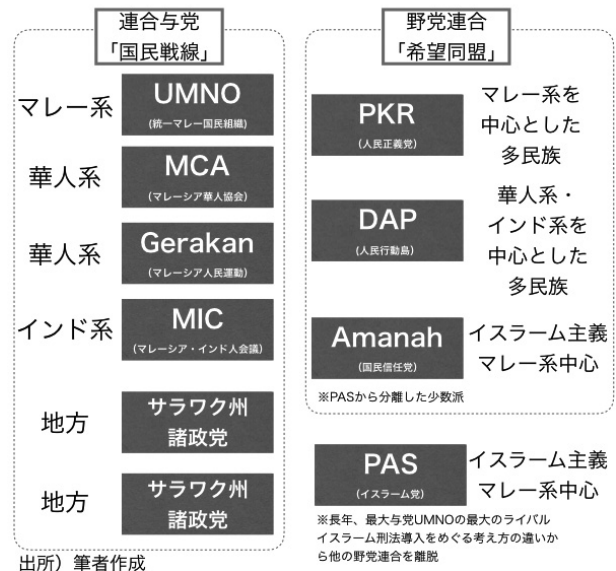 連合与党
「国民戦線」
マレー系
UMNO
(統一マレー国民組織)
華人系
MCA
(マレーシア華人協会)
華人系
Gerakan
(マレーシア人民運動)
インド系
MIC
(マレーシア・インド人会議)
地方
サラワク州
諸政党
地方
サラワク州
諸政党
出所）筆者作成
野党連合
「希望同盟」
PKR
(人民正義党)
マレー系を
中心とした
多民族
DAP
(人民行動島)
華人系・
インド系を
中心とした
多民族
Amanah
(国民信任党)
イスラーム主義
マレー系中心
※PASから分離した少数派
PAS
(イスラーム党)
イスラーム主義
マレー系中心
※長年、最大与党UMNOの最大のライバル
イスラーム刑法導入をめぐる考え方の違いか
ら他の野党連合を離脱